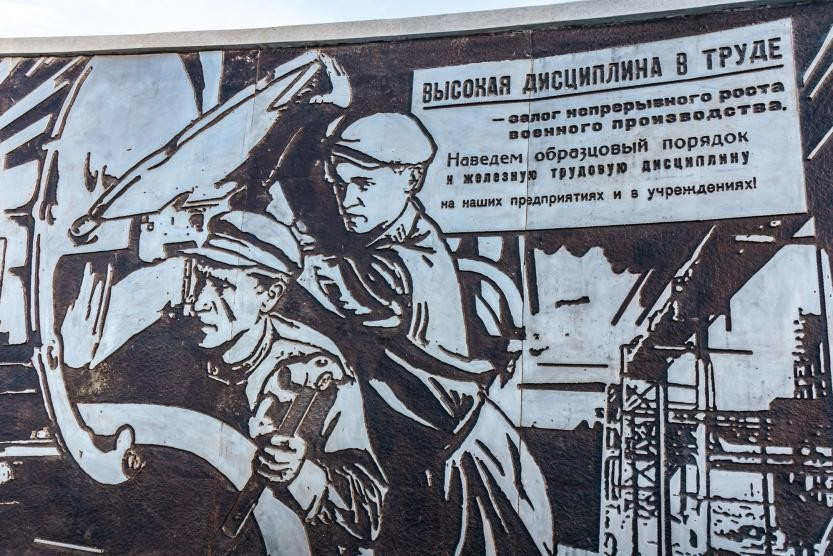 ВЫСОКАЯ ДИСЦИПЛИНА В ТРУДЕ
– залог непрерывного роста
военного производства.
Наведем образцовый порядок
и железную трудовую дисциплину
на наших предприятиях и в учреждениях!